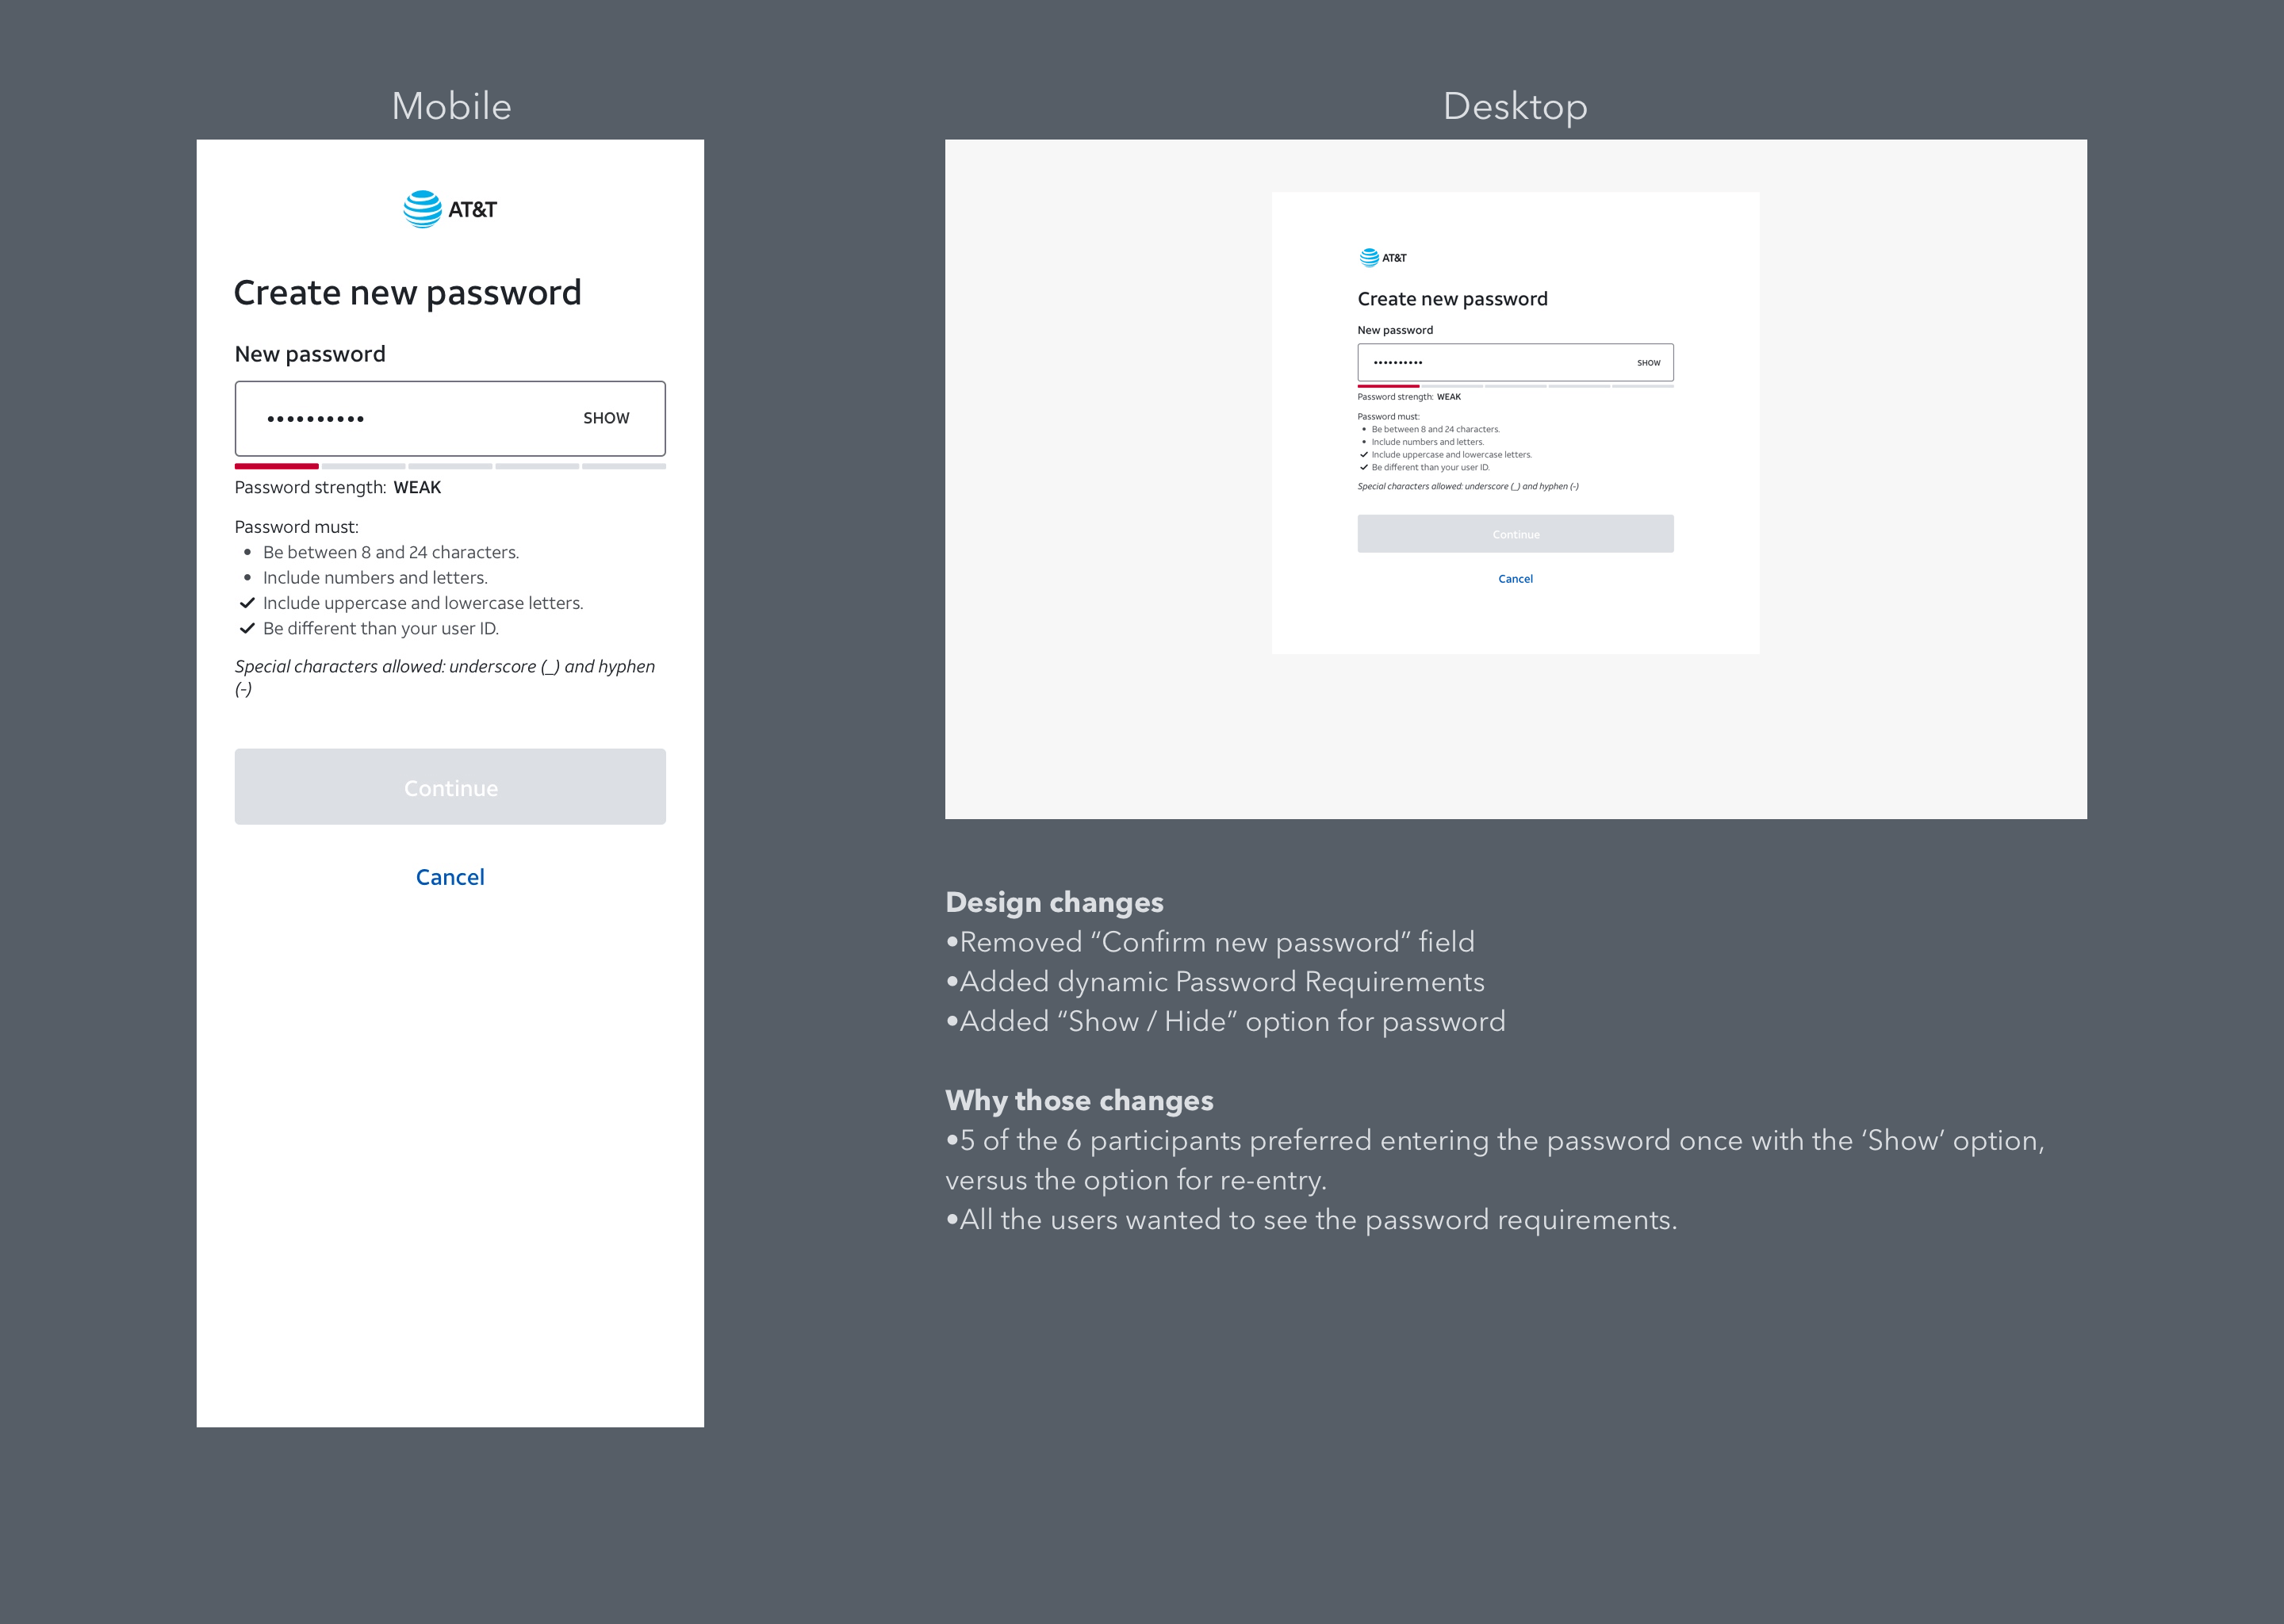 Mobile
AT&T
Create new password
New password
•••••••••• SHOW
Password strength: WEAK
Password must:
• Be between 8 and 24 characters.
• Include numbers and letters.
✓ Include uppercase and lowercase letters.
✓ Be different than your user ID.
Special characters allowed: underscore (_) and hyphen
(-)
Continue
Cancel
Desktop
AT&T
Create new password
New password
•••••••••• SHOW
Password strength: WEAK
Password must:
• Be between 8 and 24 characters.
• Include numbers and letters.
✓ Include uppercase and lowercase letters.
✓ Be different than your user ID.
Special characters allowed: underscore (_) and hyphen (-)
Continue
Cancel
Design changes
•Removed “Confirm new password” field
•Added dynamic Password Requirements
•Added “Show / Hide” option for password
Why those changes
•5 of the 6 participants preferred entering the password once with the ‘Show’ option,
versus the option for re-entry.
•All the users wanted to see the password requirements.